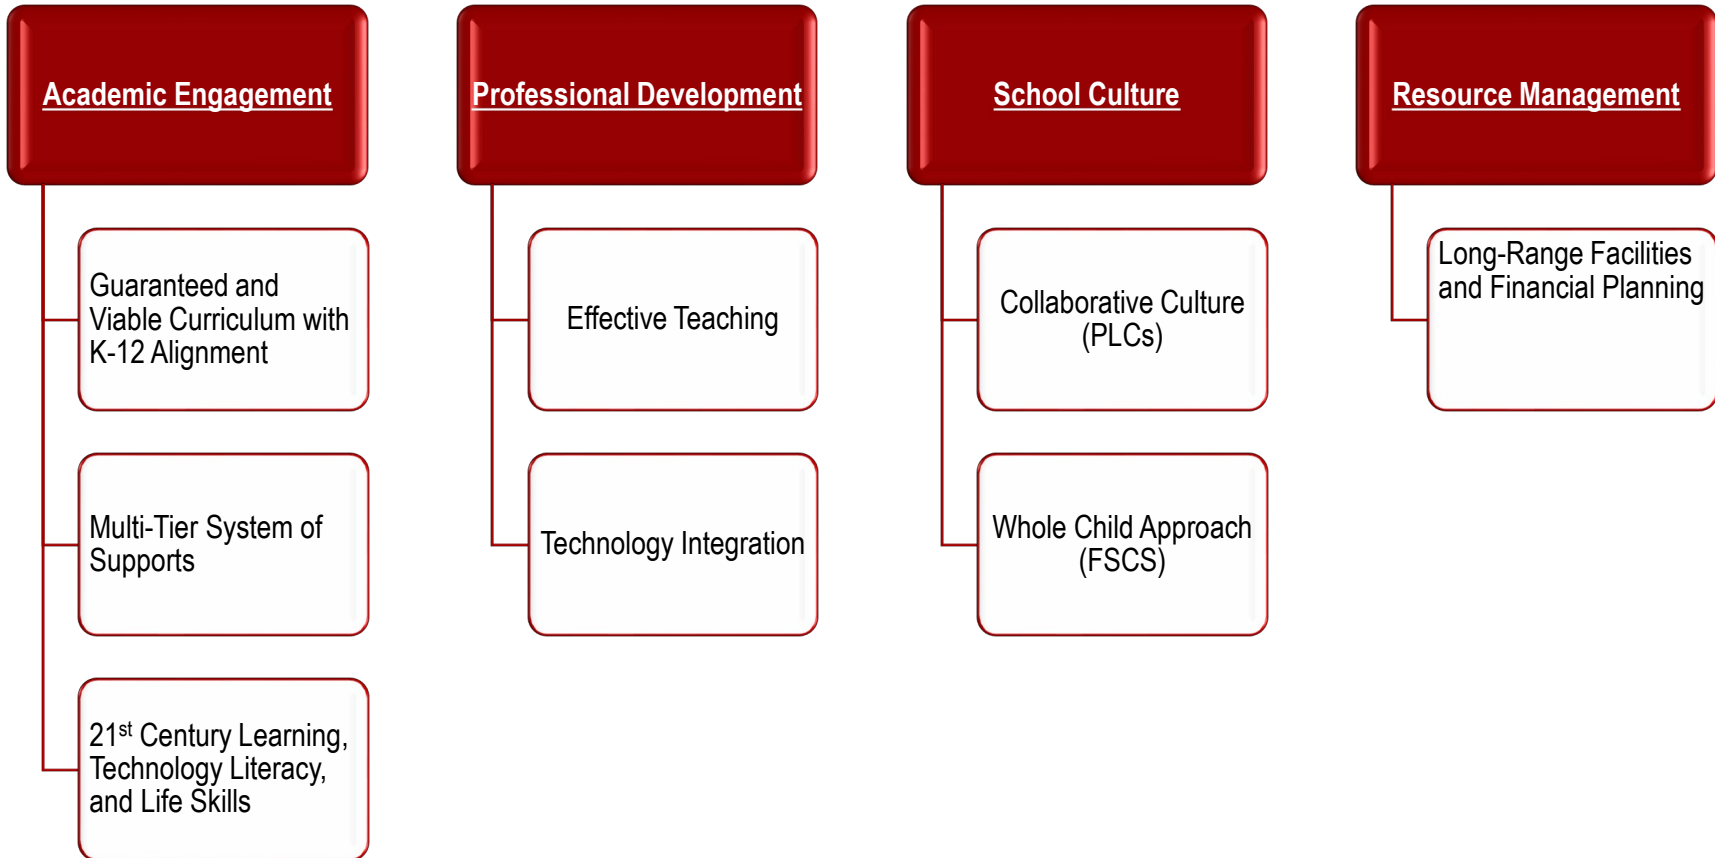 Academic Engagement
Guaranteed and
Viable Curriculum with
K-12 Alignment
Multi-Tier System of
Supports
21st Century Learning,
Technology Literacy,
and Life Skills
Professional Development
Effective Teaching
Technology Integration
School Culture
Collaborative Culture
(PLCs)
Whole Child Approach
(FSCS)
Resource Management
Long-Range Facilities
and Financial Planning